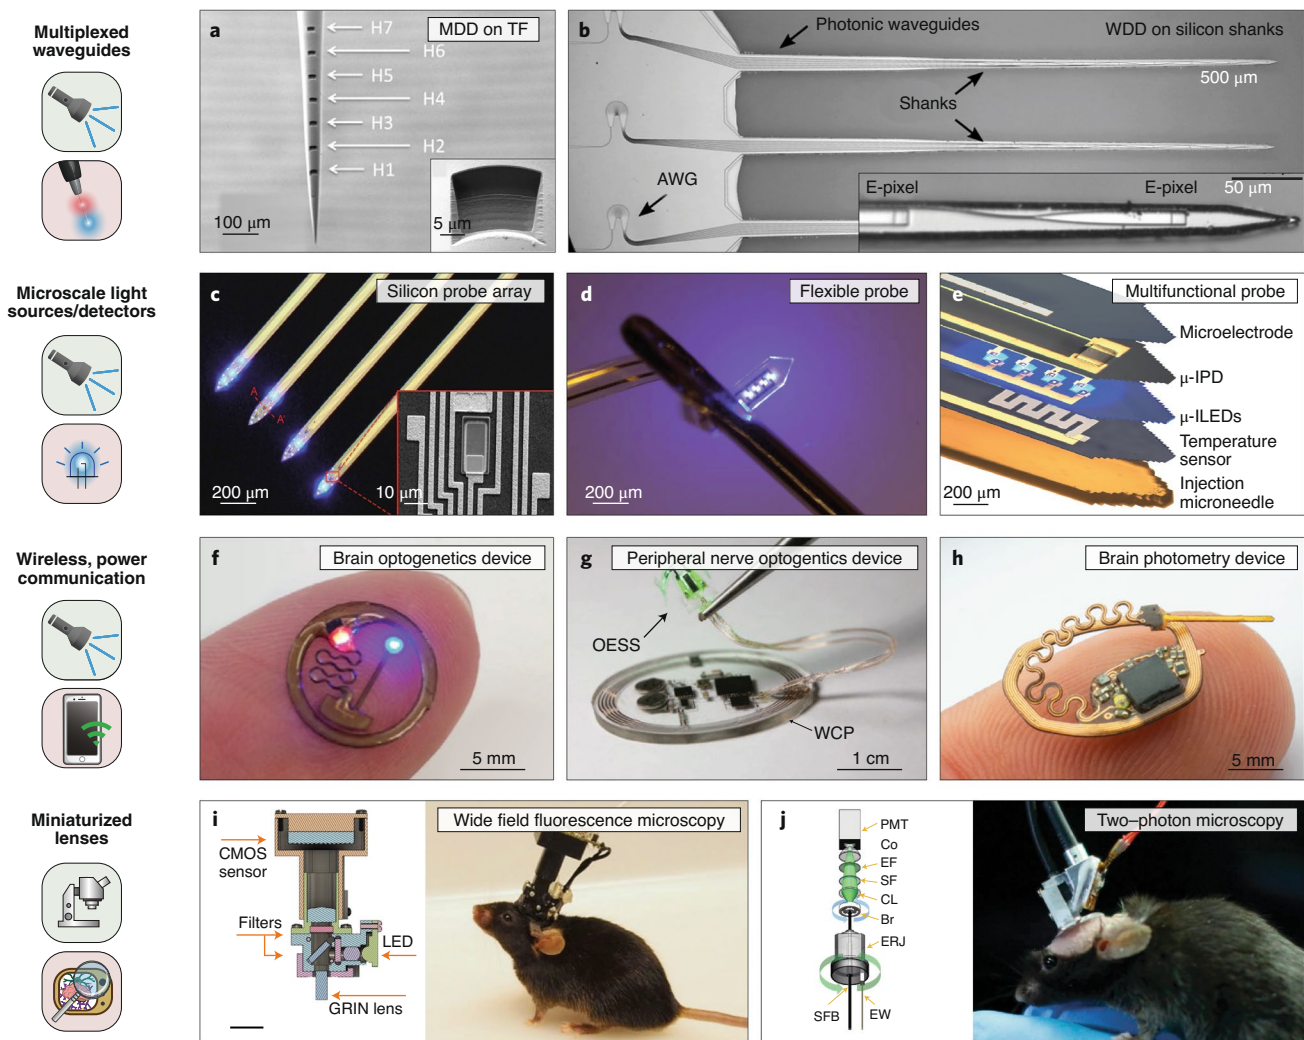 Multiplexed
waveguides
a
MDD on TF
H7
H6
H5
H4
H3
H2
H1
100 μm
5 μm
b
Photonic waveguides
WDD on silicon shanks
500 μm
Shanks
AWG
E-pixel
E-pixel
50 μm
Microscale light
sources/detectors
c
Silicon probe array
A
A'
200 μm
10 μm
d
Flexible probe
200 μm
e
Multifunctional probe
Microelectrode
μ-IPD
μ-ILEDs
Temperature
sensor
Injection
microneedle
200 μm
Wireless, power
communication
f
Brain optogenetics device
5 mm
g
Peripheral nerve optogentics device
OESS
WCP
1 cm
h
Brain photometry device
5 mm
Miniaturized
lenses
i
Wide field fluorescence microscopy
CMOS
sensor
Filters
LED
GRIN lens
j
Two–photon microscopy
PMT
Co
EF
SF
CL
Br
ERJ
SFB
EW